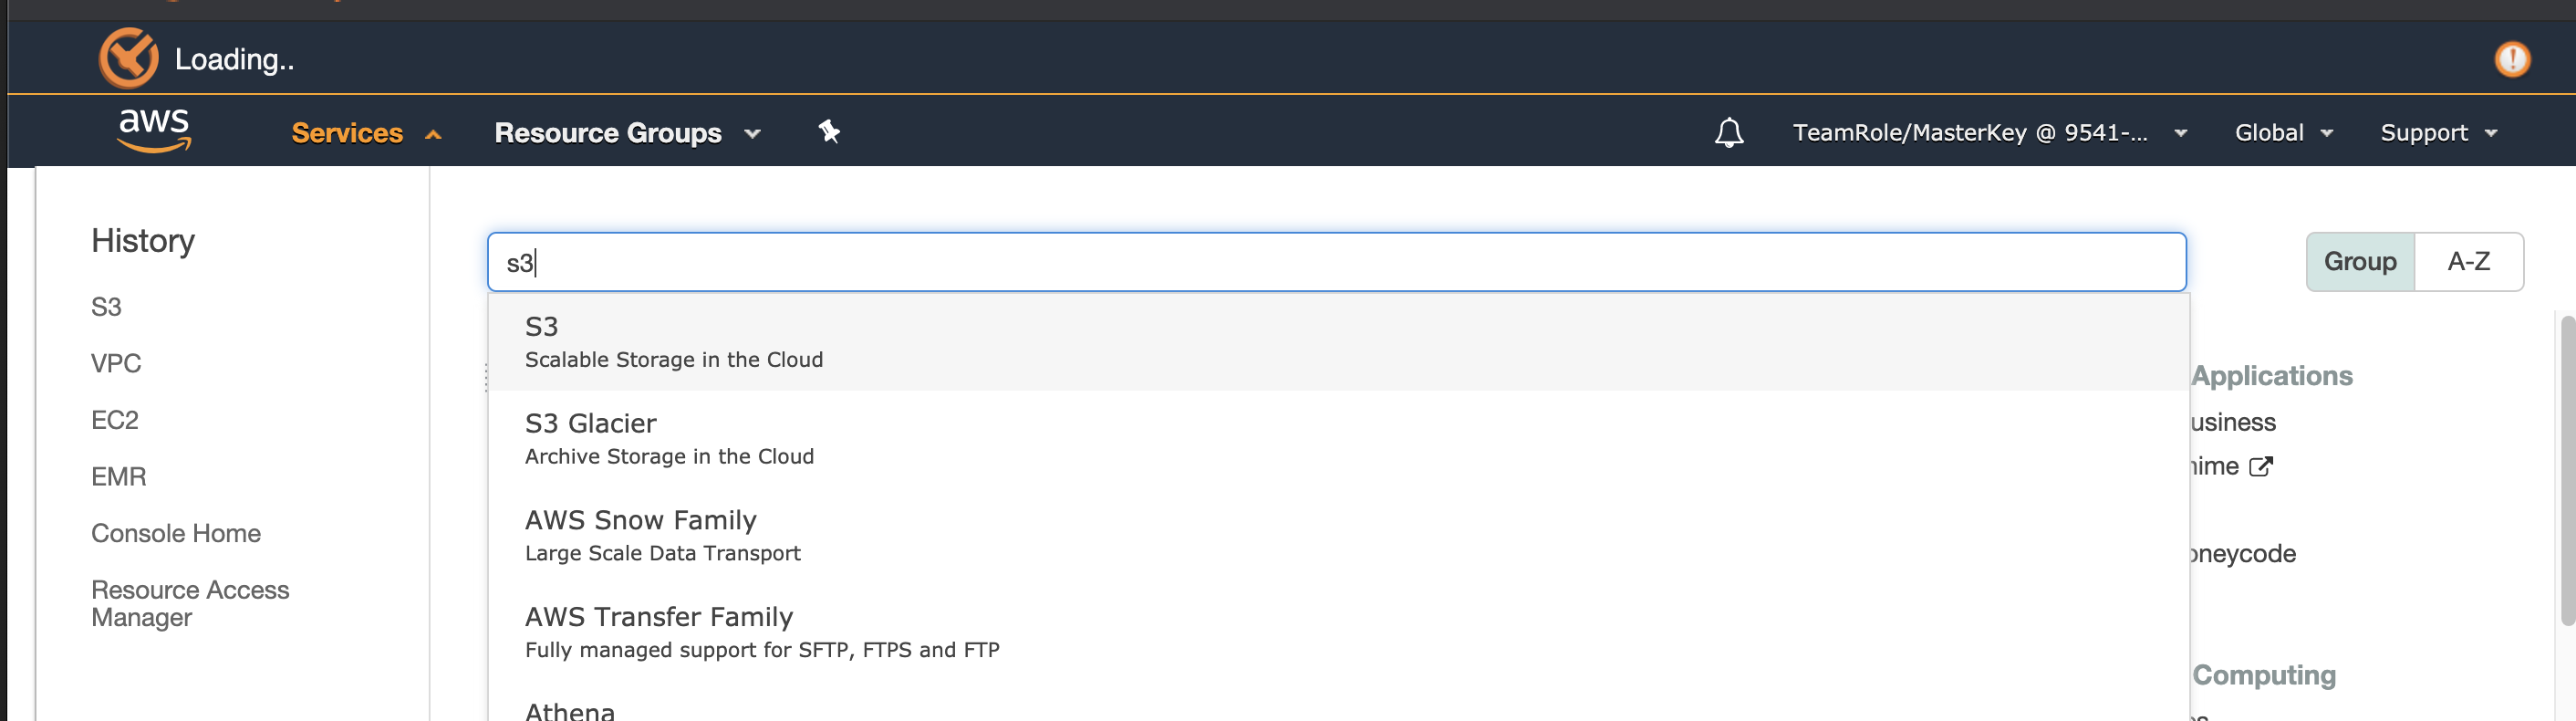 Loading..
aws
Services
Resource Groups
TeamRole/MasterKey @ 9541-...
Global
Support
History
S3
VPC
EC2
EMR
Console Home
Resource Access
Manager
s3
Group
A-Z
S3
Scalable Storage in the Cloud
S3 Glacier
Archive Storage in the Cloud
AWS Snow Family
Large Scale Data Transport
AWS Transfer Family
Fully managed support for SFTP, FTPS and FTP
Athena
Applications
usiness
ime
oneycode
Computing